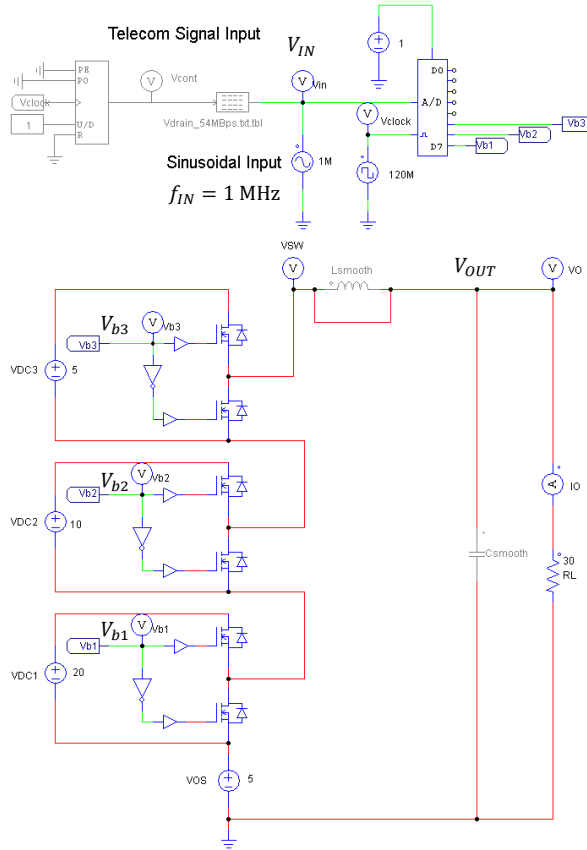 Telecom Signal Input
V_IN
PE
PO
U/D
R
Vclock
1
V
Vcont
Vdrain_54MBps.txt.tbl
V
Vin
1
D0
A/D
D7
V
Vclock
Vb3
Vb2
Vb1
Sinusoidal Input
1M
120M
f_IN = 1 MHz
VSW
V
Lsmooth
V_OUT
V
VO
V_b3
V
Vb3
Vb3
VDC3
5
V_b2
V
Vb2
Vb2
VDC2
10
A
IO
Csmooth
30
RL
V_b1
V
Vb1
Vb1
VDC1
20
VOS
5